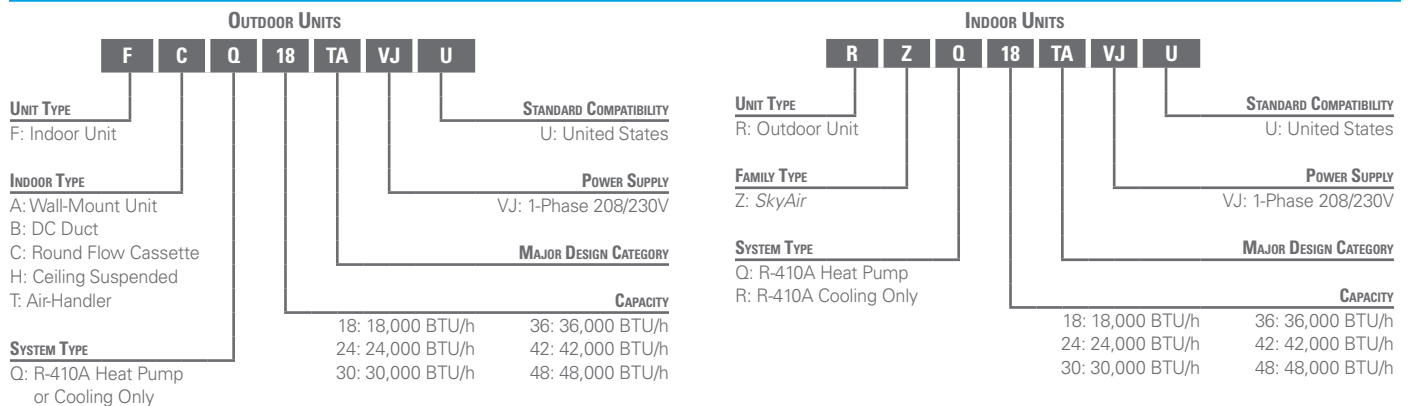 OUTDOOR UNITS
F C Q 18 TA VJ U
UNIT TYPE
F: Indoor Unit
INDOOR TYPE
A: Wall-Mount Unit
B: DC Duct
C: Round Flow Cassette
H: Ceiling Suspended
T: Air-Handler
SYSTEM TYPE
Q: R-410A Heat Pump
or Cooling Only
STANDARD COMPATIBILITY
U: United States
POWER SUPPLY
VJ: 1-Phase 208/230V
MAJOR DESIGN CATEGORY
CAPACITY
18: 18,000 BTU/h 36: 36,000 BTU/h
24: 24,000 BTU/h 42: 42,000 BTU/h
30: 30,000 BTU/h 48: 48,000 BTU/h
INDOOR UNITS
R Z Q 18 TA VJ U
UNIT TYPE
R: Outdoor Unit
FAMILY TYPE
Z: SkyAir
SYSTEM TYPE
Q: R-410A Heat Pump
R: R-410A Cooling Only
STANDARD COMPATIBILITY
U: United States
POWER SUPPLY
VJ: 1-Phase 208/230V
MAJOR DESIGN CATEGORY
CAPACITY
18: 18,000 BTU/h 36: 36,000 BTU/h
24: 24,000 BTU/h 42: 42,000 BTU/h
30: 30,000 BTU/h 48: 48,000 BTU/h